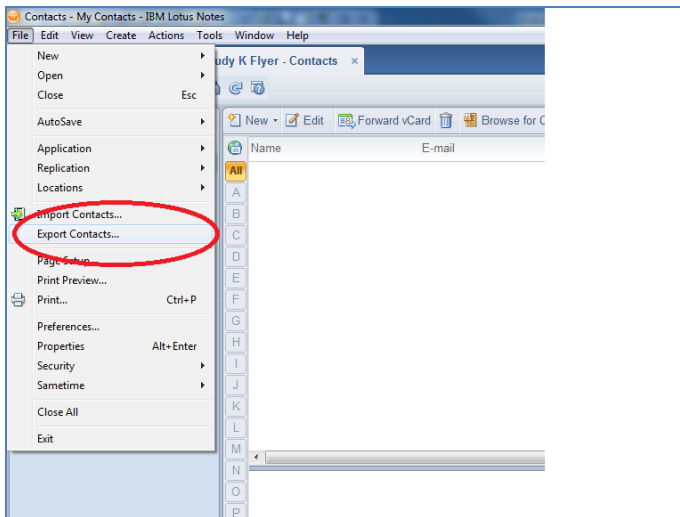 Contacts - My Contacts - IBM Lotus Notes
File Edit View Create Actions Tools Window Help
udy K Flyer - Contacts ×
New
Open
Close Esc
AutoSave
Application
Replication
Locations
Import Contacts...
Export Contacts...
Page Setup...
Print Preview...
Print... Ctrl+P
Preferences...
Properties Alt+Enter
Security
Sametime
Close All
Exit
New Edit Forward vCard Browse for C
Name E-mail
All
A
B
C
D
E
F
G
H
I
J
K
L
M
N
O
P